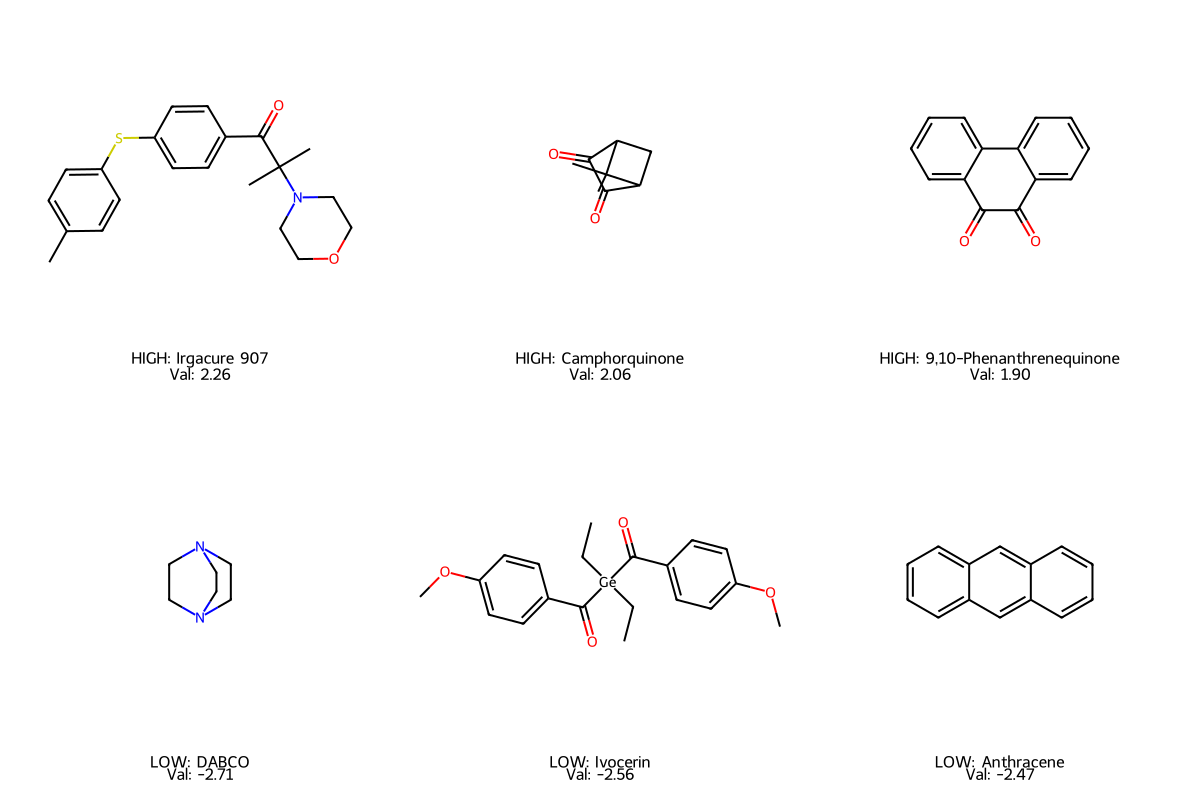 O
S
N
O
HIGH: Irgacure 907
Val: 2.26
O
O
HIGH: Camphorquinone
Val: 2.06
O
O
HIGH: 9,10-Phenanthrenequinone
Val: 1.90
N
N
LOW: DABCO
Val: -2.71
O
O
Ge
O
O
LOW: Ivocerin
Val: -2.56
LOW: Anthracene
Val: -2.47